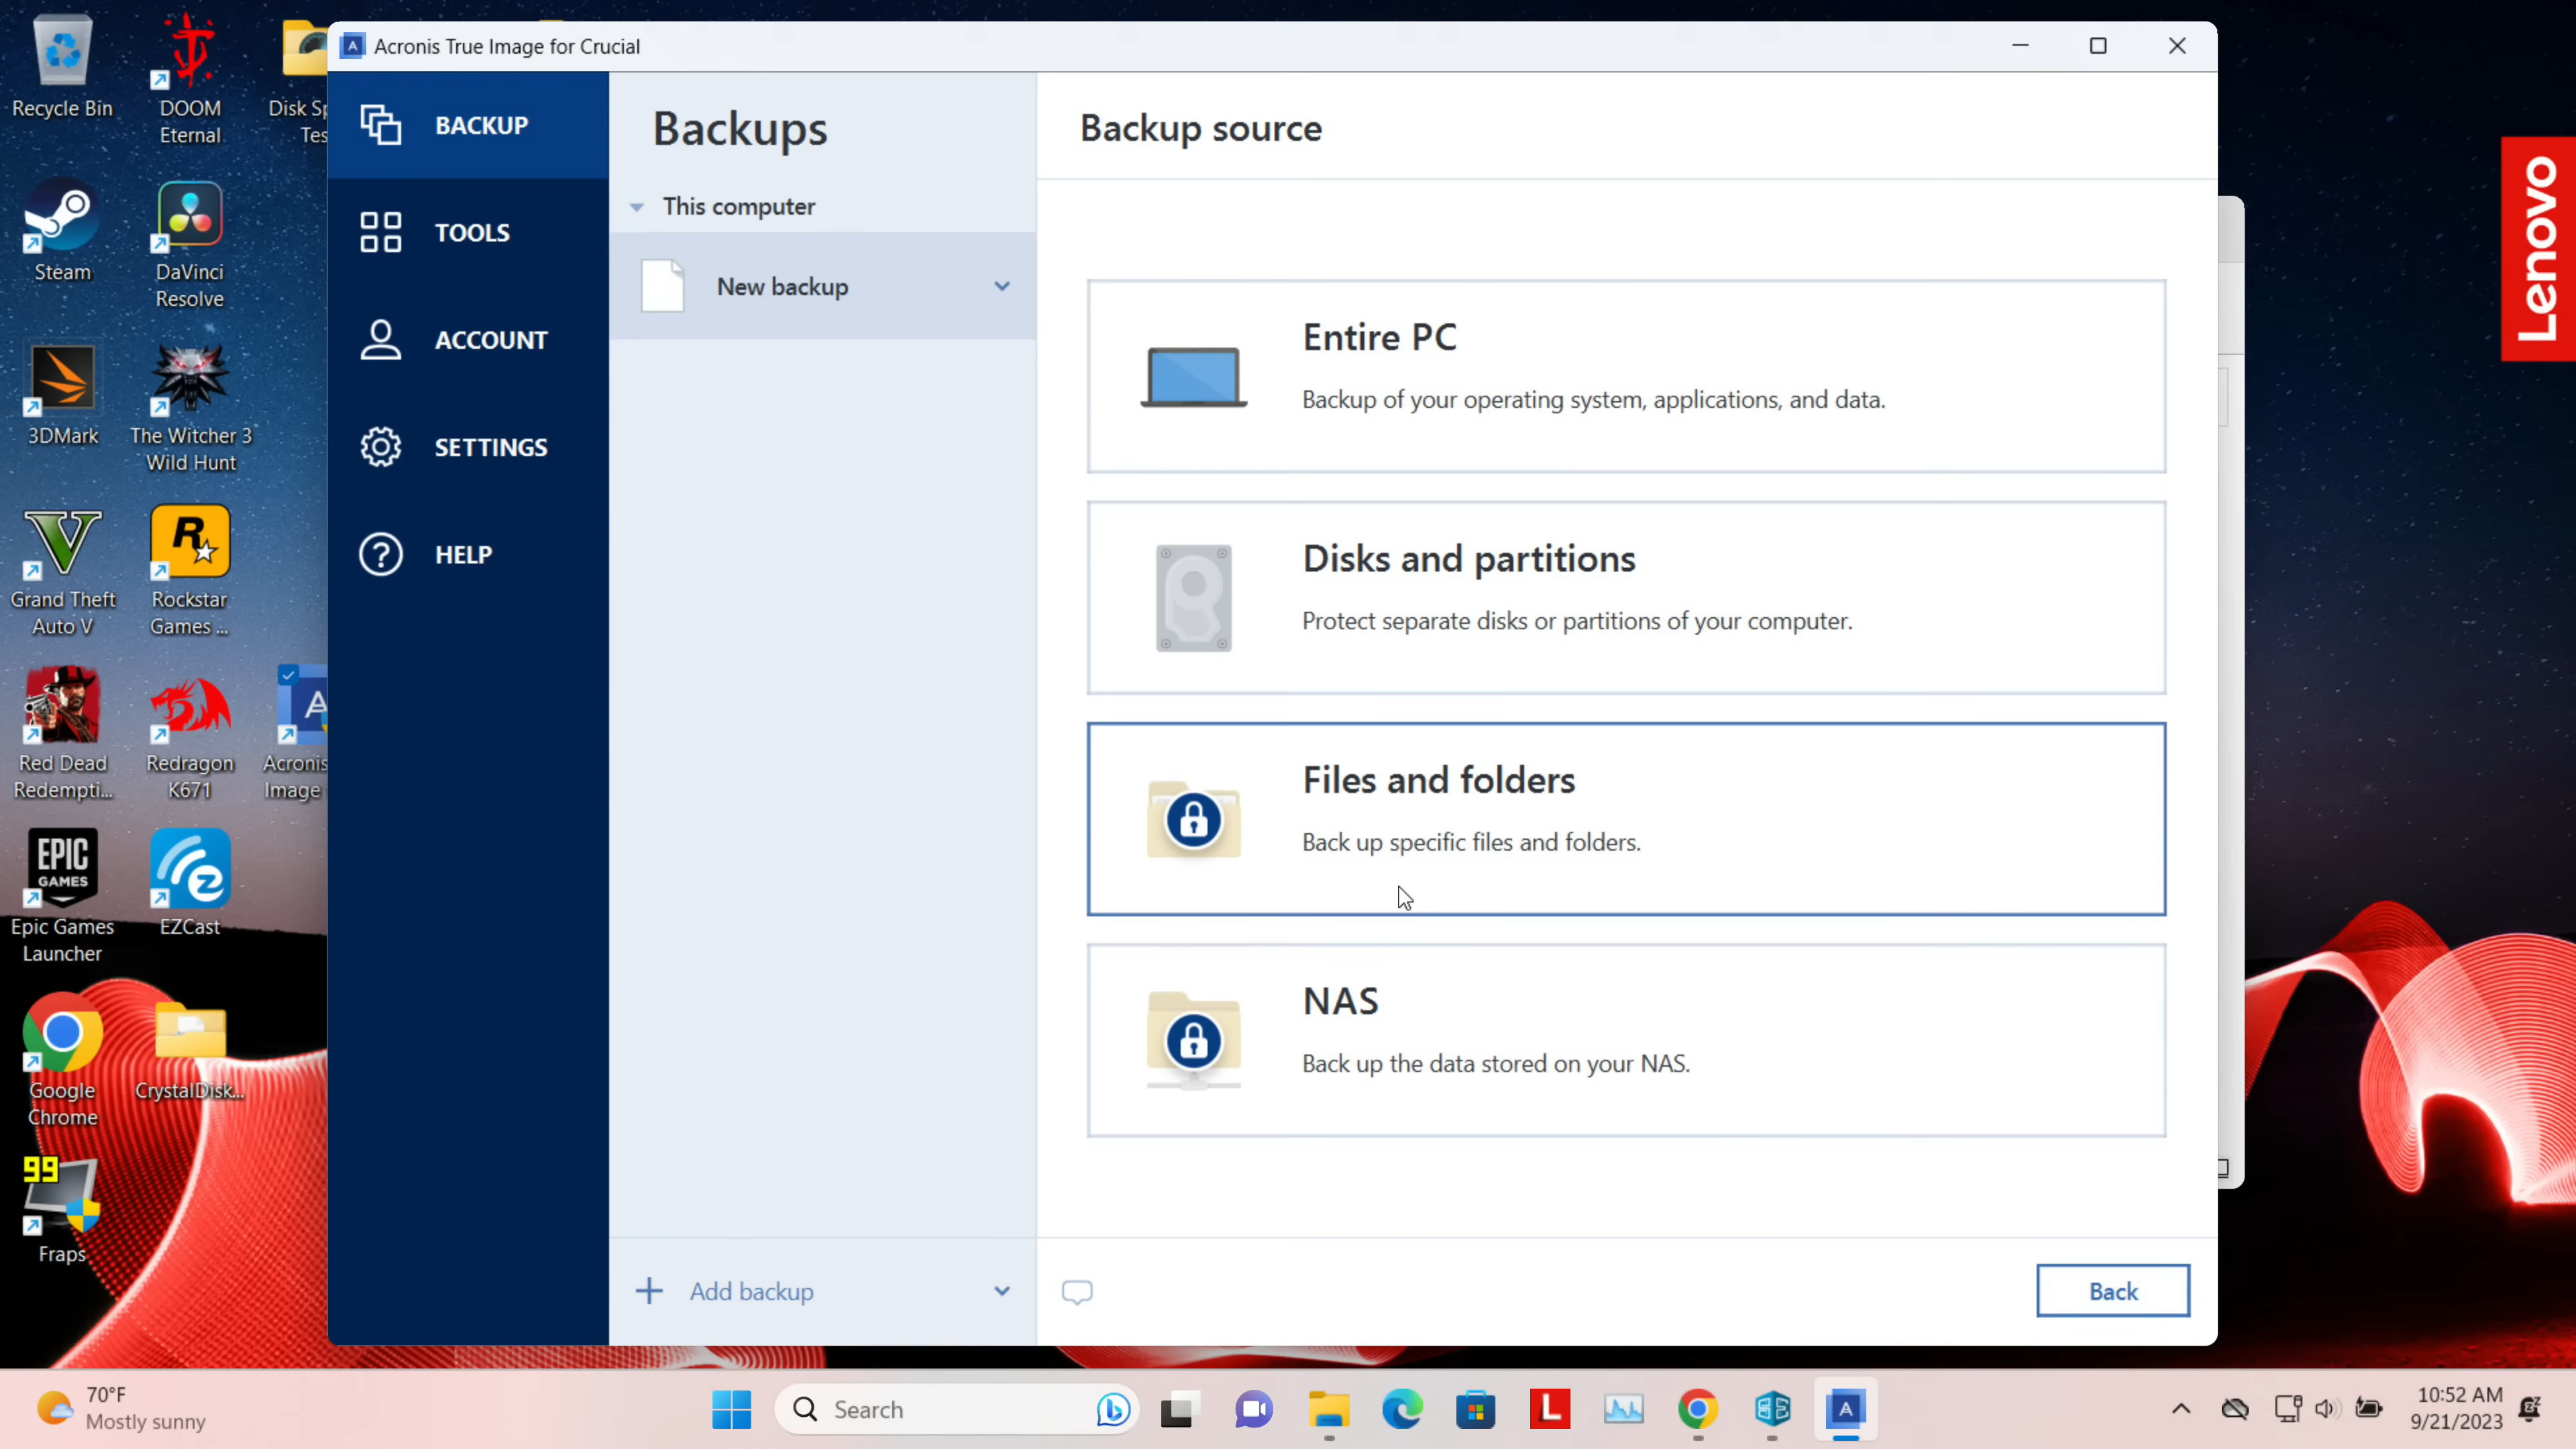 Acronis True Image for Crucial
Recycle Bin
DOOM
Eternal
Disk Sp
Tes
Steam
DaVinci
Resolve
3DMark
The Witcher 3
Wild Hunt
Grand Theft
Auto V
Rockstar
Games ...
Red Dead
Redempti...
Redragon
K671
Acronis
Image
EPIC
GAMES
Epic Games
Launcher
EZCast
Google
Chrome
CrystalDisk...
99
Fraps
BACKUP
TOOLS
ACCOUNT
SETTINGS
HELP
Backups
This computer
New backup
Add backup
Backup source
Entire PC
Backup of your operating system, applications, and data.
Disks and partitions
Protect separate disks or partitions of your computer.
Files and folders
Back up specific files and folders.
NAS
Back up the data stored on your NAS.
Back
Lenovo
70°F
Mostly sunny
Search
10:52 AM
9/21/2023